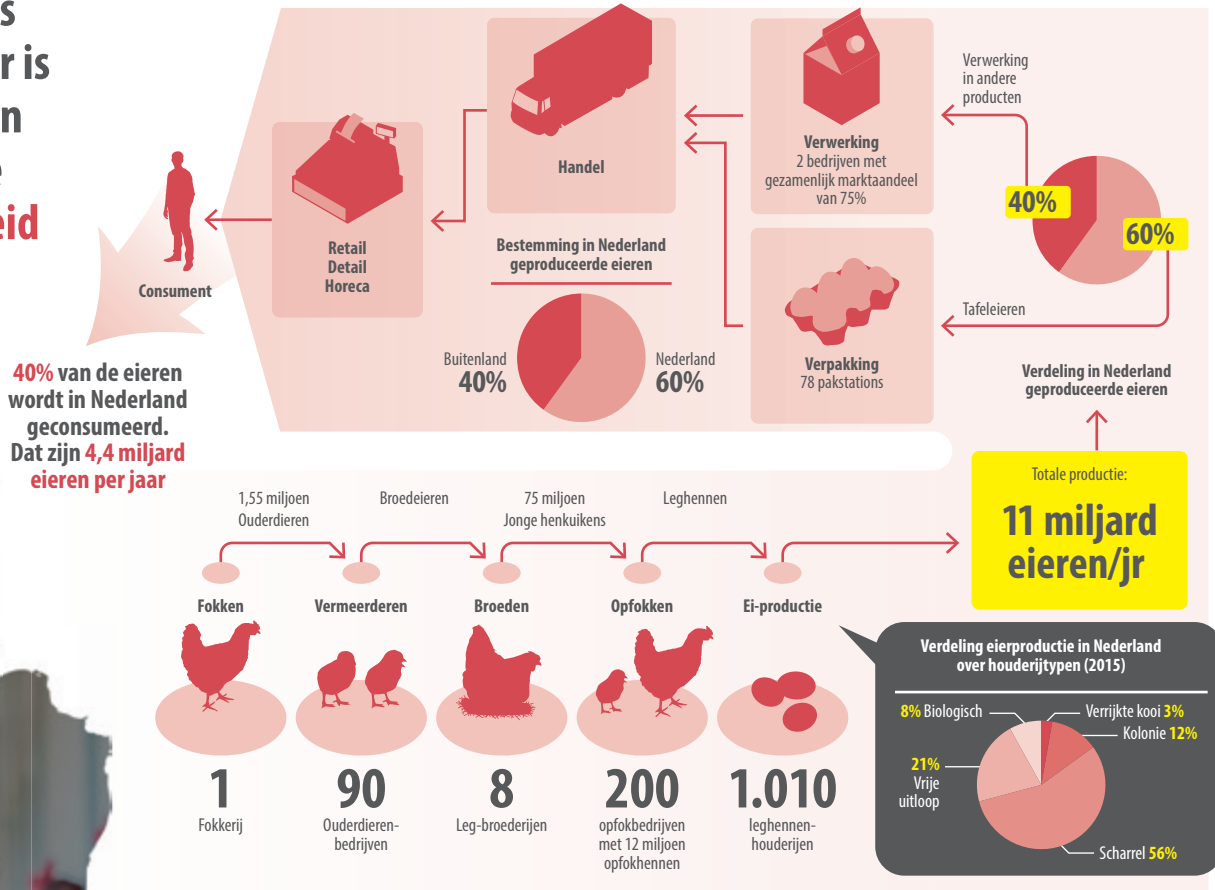 s
r is
n
e
eid
Consument
40% van de eieren
wordt in Nederland
geconsumeerd.
Dat zijn 4,4 miljard
eieren per jaar
Retail
Detail
Horeca
Handel
Bestemming in Nederland
geproduceerde eieren
Buitenland
40%
Nederland
60%
Verwerking
2 bedrijven met
gezamenlijk marktaandeel
van 75%
Verpakking
78 pakstations
Verwerking
in andere
producten
40%
60%
Tafeleieren
Verdeling in Nederland
geproduceerde eieren
Totale productie:
11 miljard
eieren/jr
1,55 miljoen
Ouderdieren
Broedeieren
75 miljoen
Jonge henkuikens
Leghennen
Fokken
Vermeerderen
Broeden
Opfokken
Ei-productie
1
Fokkerij
90
Ouderdieren-
bedrijven
8
Leg-broederijen
200
opfokbedrijven
met 12 miljoen
opfokhennen
1.010
leghennen-
houderijen
Verdeling eierproductie in Nederland
over houderijtypen (2015)
8% Biologisch
Verrijkte kooi 3%
Kolonie 12%
21%
Vrije
uitloop
Scharrel 56%